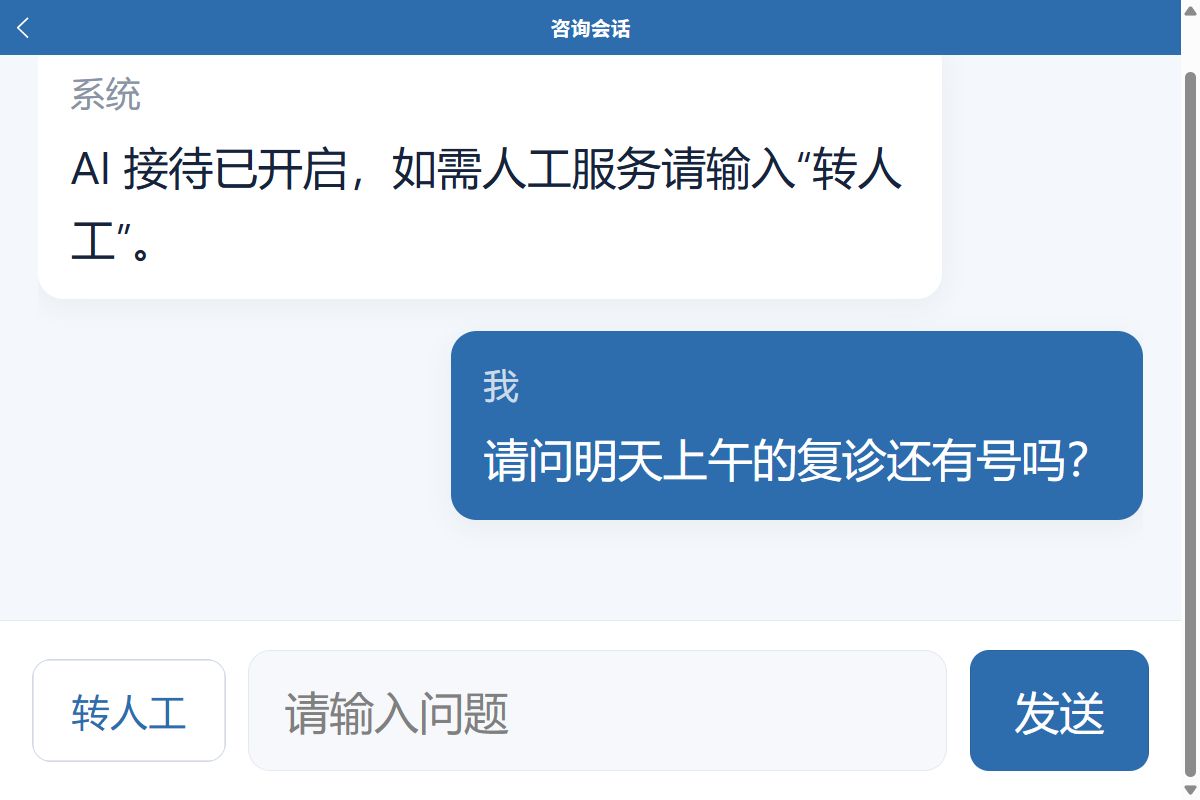 咨询会话
系统
AI 接待已开启，如需人工服务请输入“转人
工”。
我
请问明天上午的复诊还有号吗?
转人工
请输入问题
发送